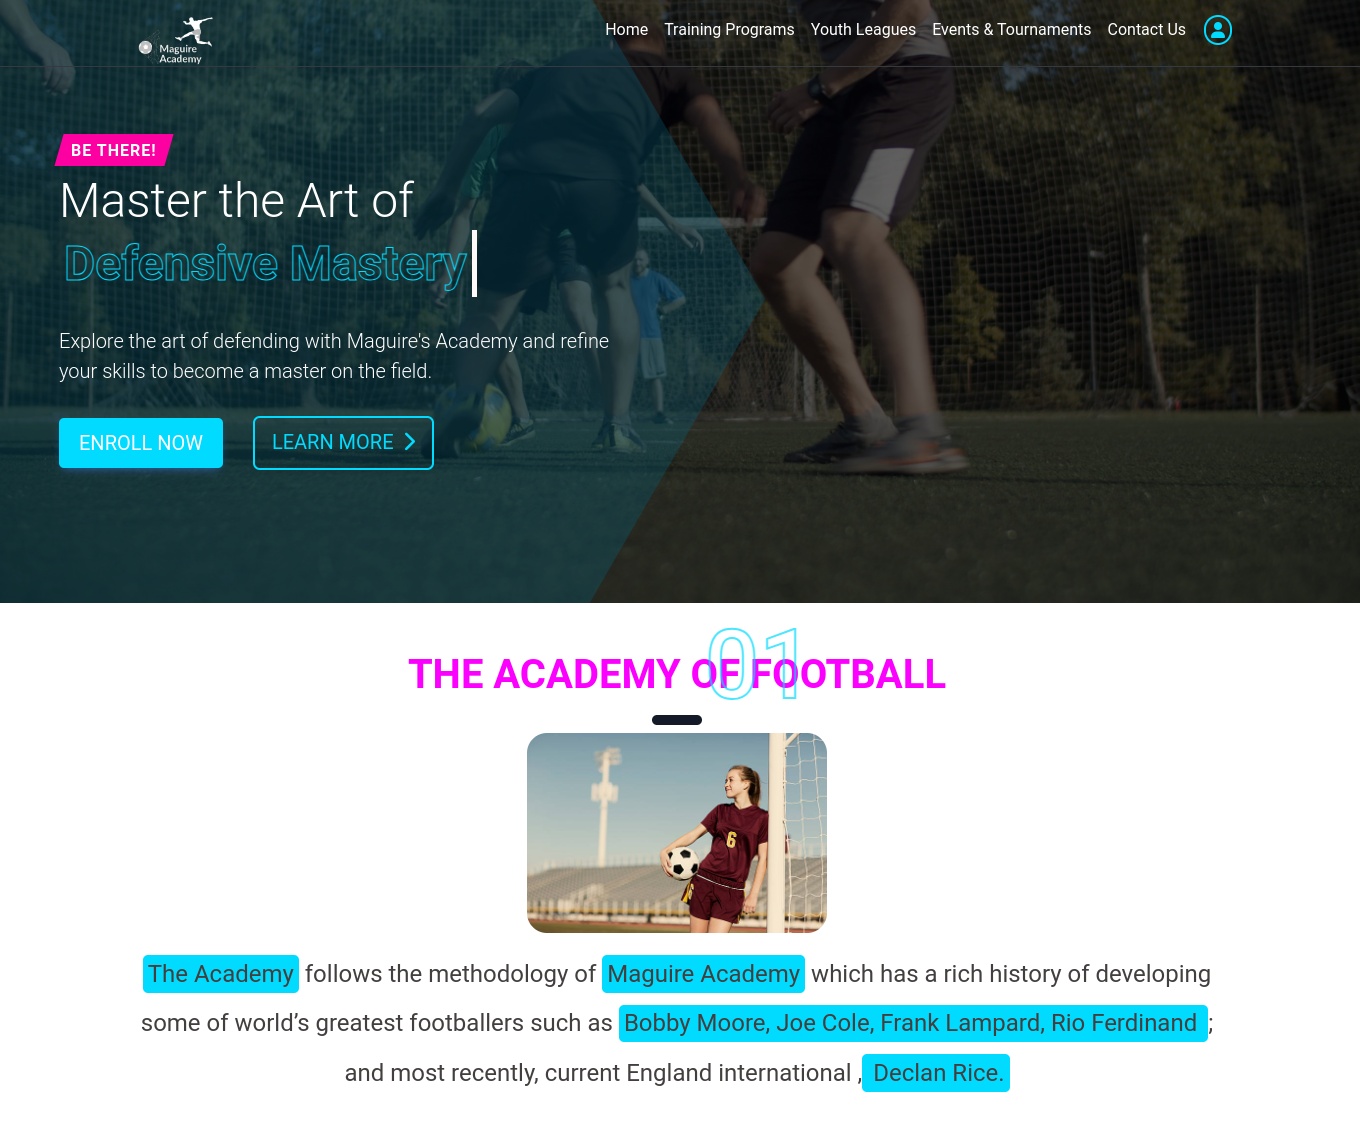 Maguire
Academy
Home Training Programs Youth Leagues Events & Tournaments Contact Us
BE THERE!
Master the Art of
Defensive Mastery
Explore the art of defending with Maguire's Academy and refine
your skills to become a master on the field.
ENROLL NOW LEARN MORE
01
THE ACADEMY OF FOOTBALL
6
The Academy follows the methodology of Maguire Academy which has a rich history of developing
some of world’s greatest footballers such as Bobby Moore, Joe Cole, Frank Lampard, Rio Ferdinand ;
and most recently, current England international , Declan Rice.